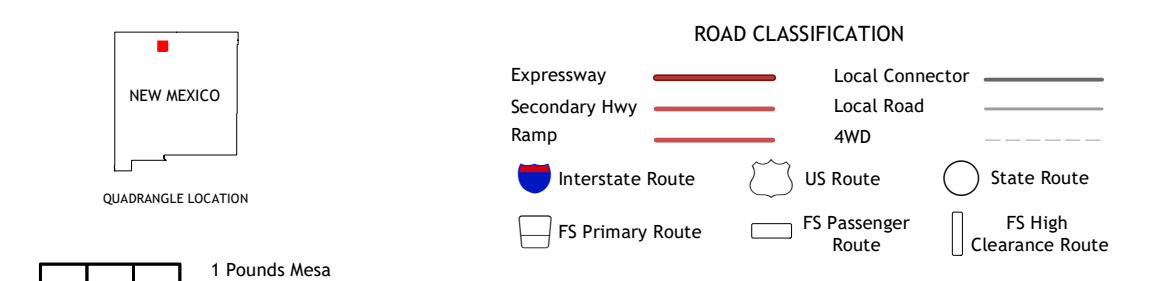 NEW MEXICO
QUADRANGLE LOCATION
1 Pounds Mesa
ROAD CLASSIFICATION
Expressway
Local Connector
Secondary Hwy
Local Road
Ramp
4WD
Interstate Route
US Route
State Route
FS Primary Route
FS Passenger
Route
FS High
Clearance Route